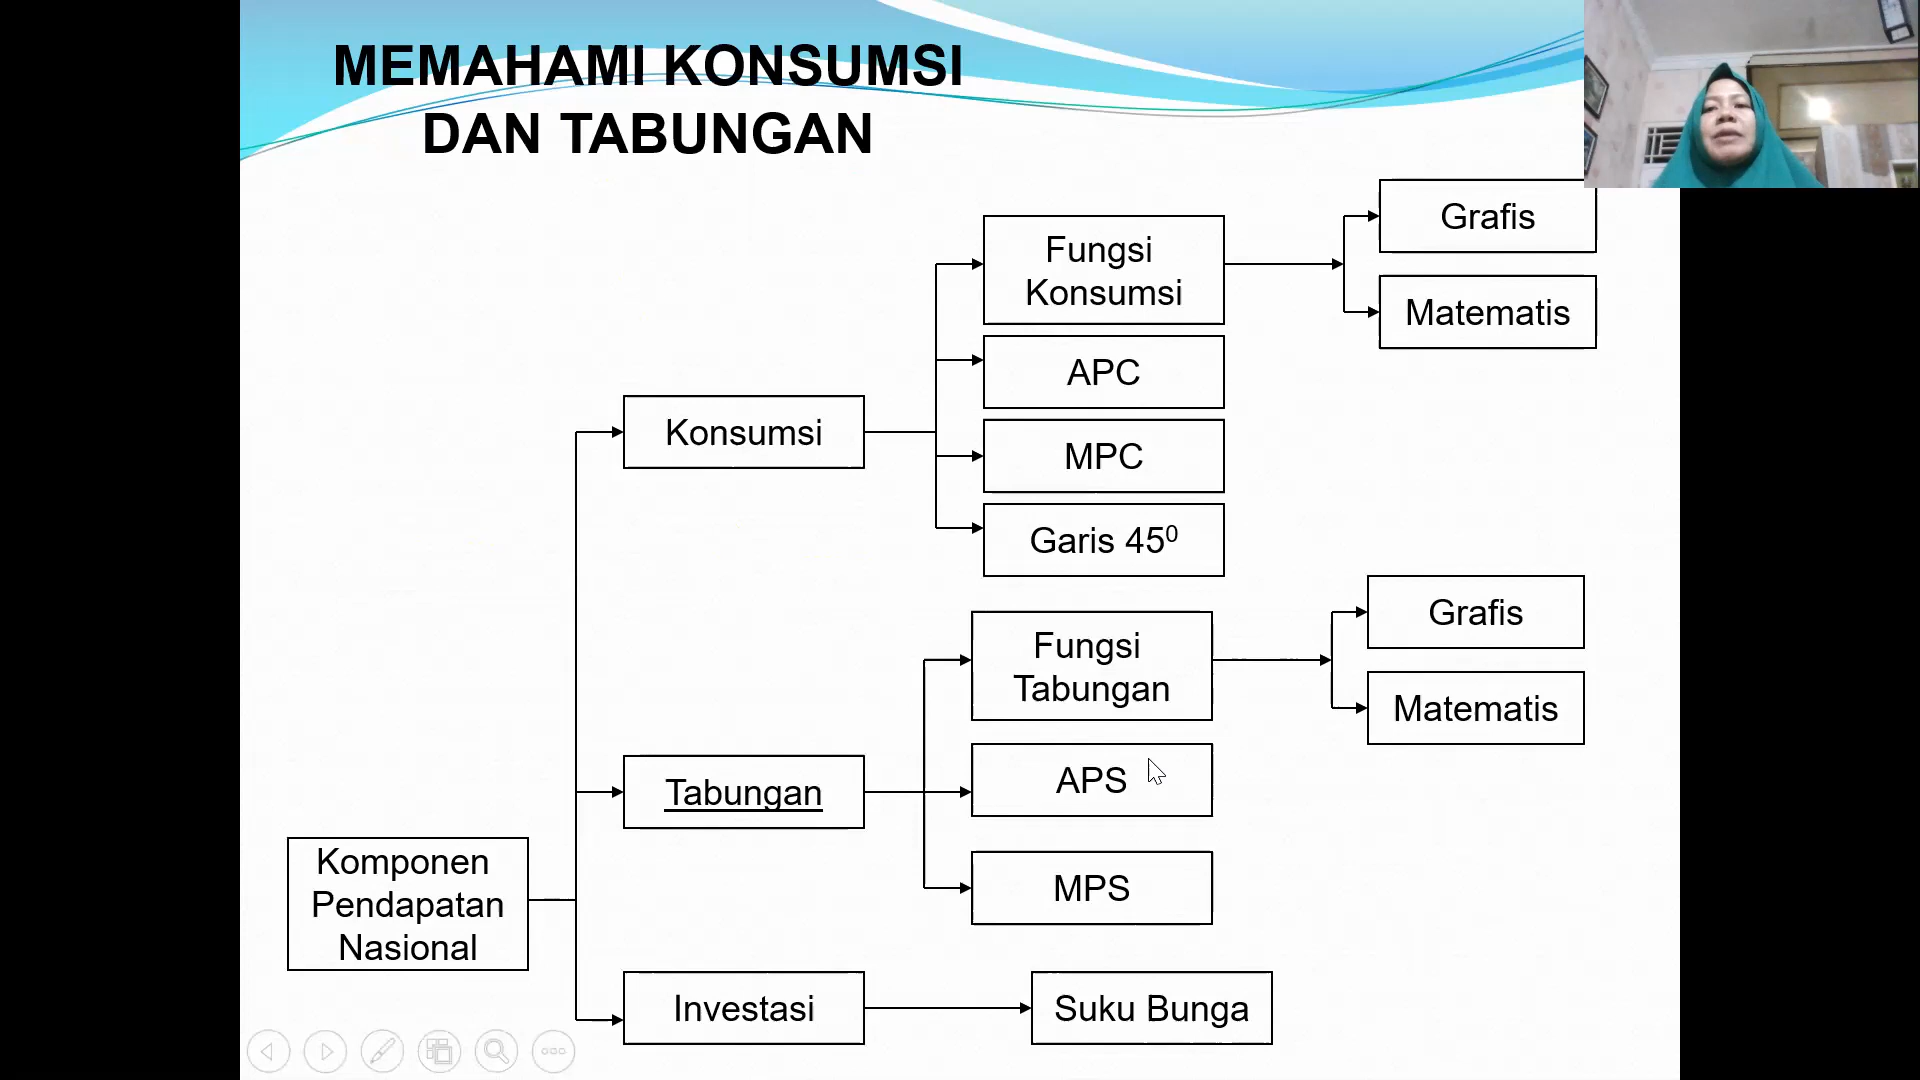 MEMAHAMI KONSUMSI
DAN TABUNGAN
Grafis
Fungsi
Konsumsi
Matematis
APC
Konsumsi
MPC
Garis 45⁰
Grafis
Fungsi
Tabungan
Matematis
APS
Tabungan
Komponen
Pendapatan
Nasional
MPS
Investasi
Suku Bunga